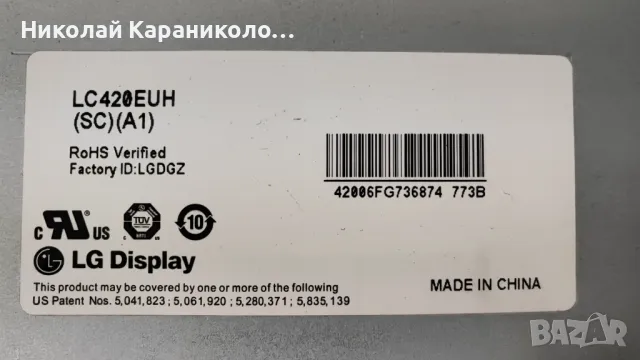 Николай Караниколо…
LC420EUH
(SC)(A1)
RoHS Verified
Factory ID:LGDGZ
42006FG736874 773B
c RU US
TÜV
10
LG Display
MADE IN CHINA
This product may be covered by one or more of the following
US Patent Nos. 5,041,823 ; 5,061,920 ; 5,280,371 ; 5,835,139
BAZAR